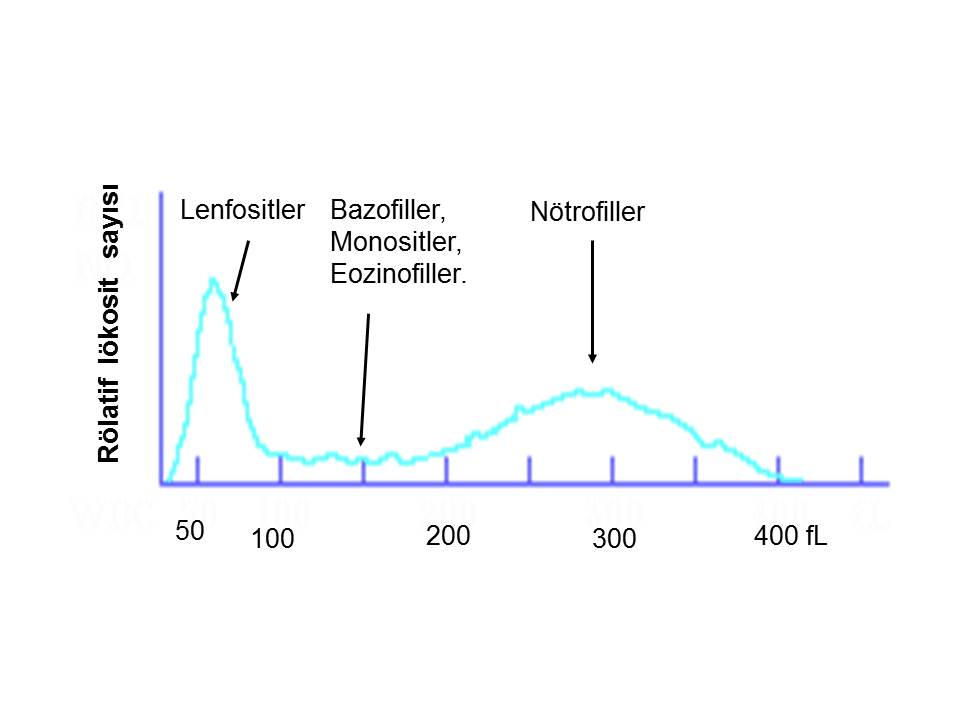 Rölatif lökosit sayısı
Lenfositler
Bazofiller,
Monositler,
Eozinofiller.
Nötrofiller
50
100
200
300
400 fL